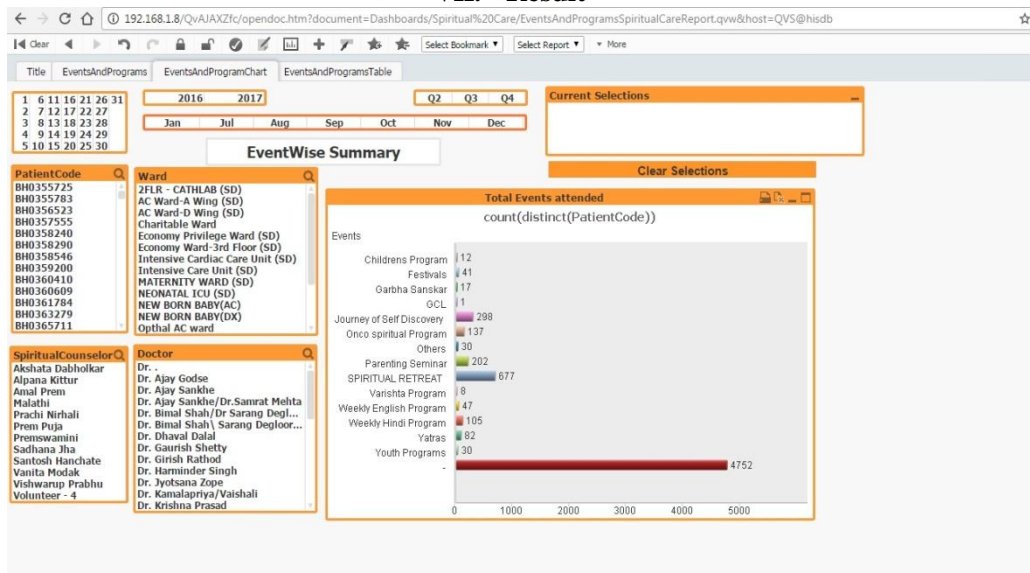 192.168.1.8/QvAJAXZfc/opendoc.htm?document=Dashboards/Spiritual%20Care/EventsAndProgramsSpiritualCareReport.qvw&host=QVS@hisdb
Clear Select Bookmark Select Report More
Title EventsAndPrograms EventsAndProgramChart EventsAndProgramsTable
1 6 11 16 21 26 31
2 7 12 17 22 27
3 8 13 18 23 28
4 9 14 19 24 29
5 10 15 20 25 30
2016 2017
Q2 Q3 Q4
Jan Jul Aug Sep Oct Nov Dec
Current Selections
EventWise Summary
Clear Selections
PatientCode
BH0355725
BH0355783
BH0356523
BH0357555
BH0358240
BH0358290
BH0358546
BH0359200
BH0360410
BH0360609
BH0361784
BH0363279
BH0365711
Ward
2FLR - CATHLAB (SD)
AC Ward-A Wing (SD)
AC Ward-D Wing (SD)
Charitable Ward
Economy Privilege Ward (SD)
Economy Ward-3rd Floor (SD)
Intensive Cardiac Care Unit (SD)
Intensive Care Unit (SD)
MATERNITY WARD (SD)
NEONATAL ICU (SD)
NEW BORN BABY(AC)
NEW BORN BABY(DX)
Opthal AC ward
SpiritualCounselor
Akshata Dabholkar
Alpana Kittur
Amal Prem
Malathi
Prachi Nirhali
Prem Puja
Premswamini
Sadhana Jha
Santosh Hanchate
Vanita Modak
Vishwarup Prabhu
Volunteer - 4
Doctor
Dr. .
Dr. Ajay Godse
Dr. Ajay Sankhe
Dr. Ajay Sankhe/Dr.Samrat Mehta
Dr. Bimal Shah/Dr Sarang Degl...
Dr. Bimal Shah\ Sarang Degloor...
Dr. Dhaval Dalal
Dr. Gaurish Shetty
Dr. Girish Rathod
Dr. Harminder Singh
Dr. Jyotsana Zope
Dr. Kamalapriya/Vaishali
Dr. Krishna Prasad
Total Events attended
count(distinct(PatientCode))
Events
Childrens Program 12
Festivals 41
Garbha Sanskar 17
GCL 1
Journey of Self Discovery 298
Onco spiritual Program 137
Others 30
Parenting Seminar 202
SPIRITUAL RETREAT 677
Varishta Program 8
Weekly English Program 47
Weekly Hindi Program 105
Yatras 82
Youth Programs 30
- 4752
0 1000 2000 3000 4000 5000